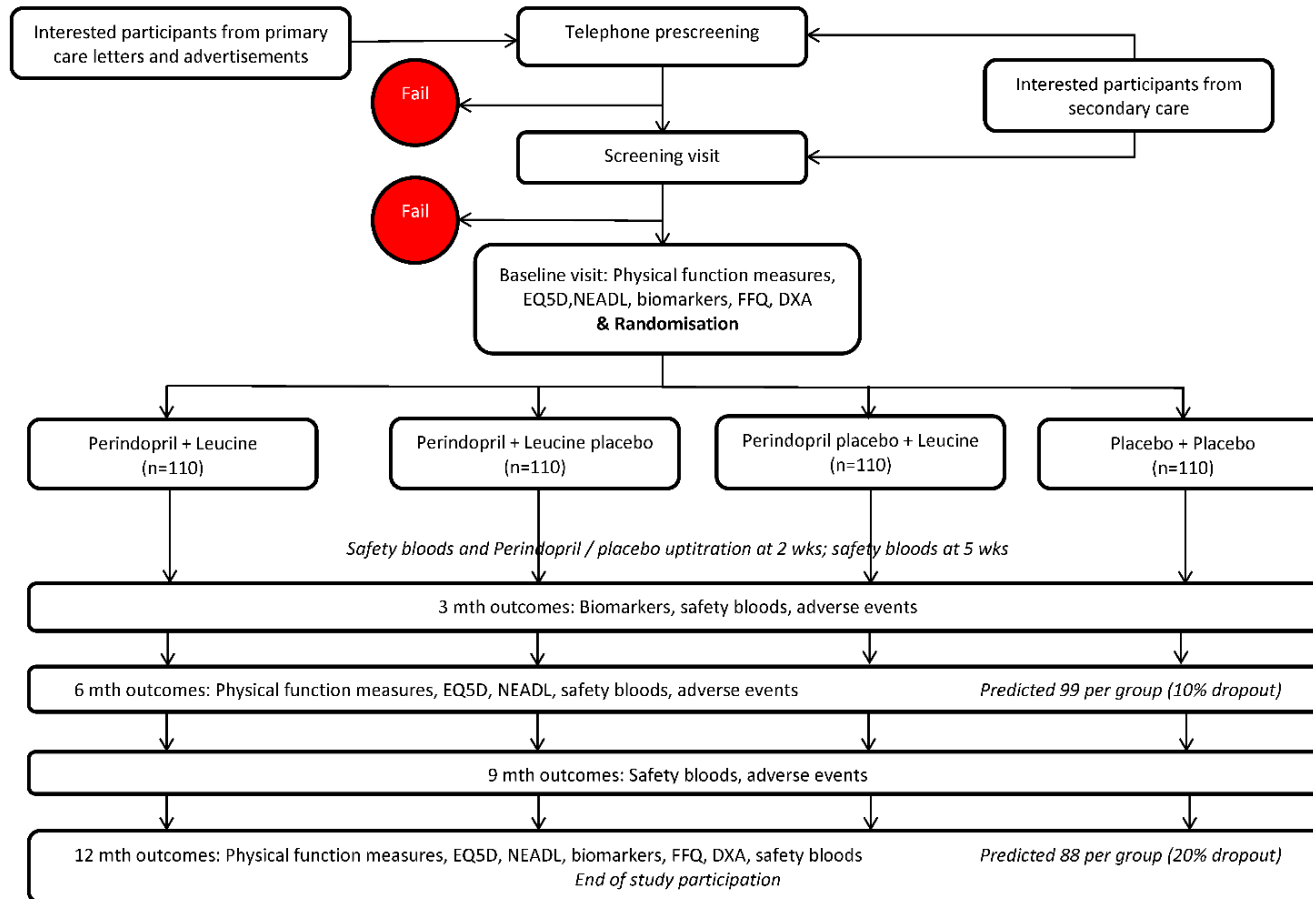 Interested participants from primary
care letters and advertisements
Telephone prescreening
Interested participants from
secondary care
Fail
Screening visit
Fail
Baseline visit: Physical function measures,
EQ5D,NEADL, biomarkers, FFQ, DXA
& Randomisation
Perindopril + Leucine
(n=110)
Perindopril + Leucine placebo
(n=110)
Perindopril placebo + Leucine
(n=110)
Placebo + Placebo
(n=110)
Safety bloods and Perindopril / placebo uptitration at 2 wks; safety bloods at 5 wks
3 mth outcomes: Biomarkers, safety bloods, adverse events
6 mth outcomes: Physical function measures, EQ5D, NEADL, safety bloods, adverse events
Predicted 99 per group (10% dropout)
9 mth outcomes: Safety bloods, adverse events
12 mth outcomes: Physical function measures, EQ5D, NEADL, biomarkers, FFQ, DXA, safety bloods
Predicted 88 per group (20% dropout)
End of study participation